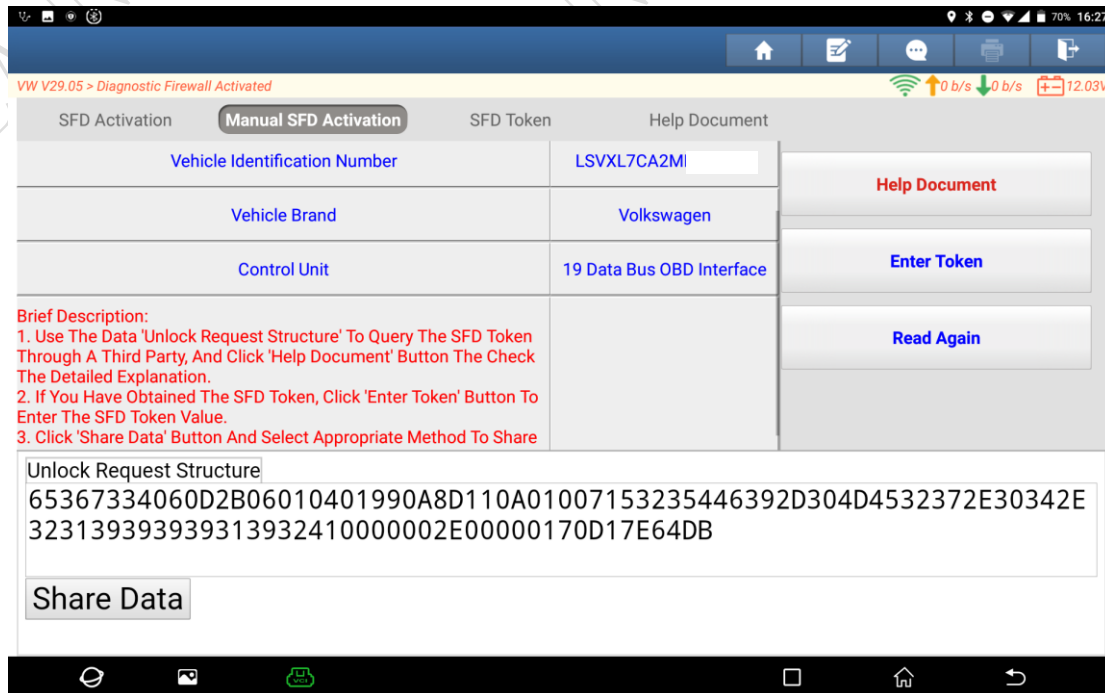 70% 16:27
VW V29.05 > Diagnostic Firewall Activated
0 b/s 0 b/s 12.03V
SFD Activation Manual SFD Activation SFD Token Help Document
Vehicle Identification Number LSVXL7CA2M
Help Document
Vehicle Brand Volkswagen
Control Unit 19 Data Bus OBD Interface
Enter Token
Brief Description:
1. Use The Data 'Unlock Request Structure' To Query The SFD Token
Through A Third Party, And Click 'Help Document' Button The Check
The Detailed Explanation.
2. If You Have Obtained The SFD Token, Click 'Enter Token' Button To
Enter The SFD Token Value.
3. Click 'Share Data' Button And Select Appropriate Method To Share
Read Again
Unlock Request Structure
65367334060D2B06010401990A8D110A01007153235446392D304D4532372E30342E
3231393939393139932410000002E00000170D17E64DB
Share Data
VCI